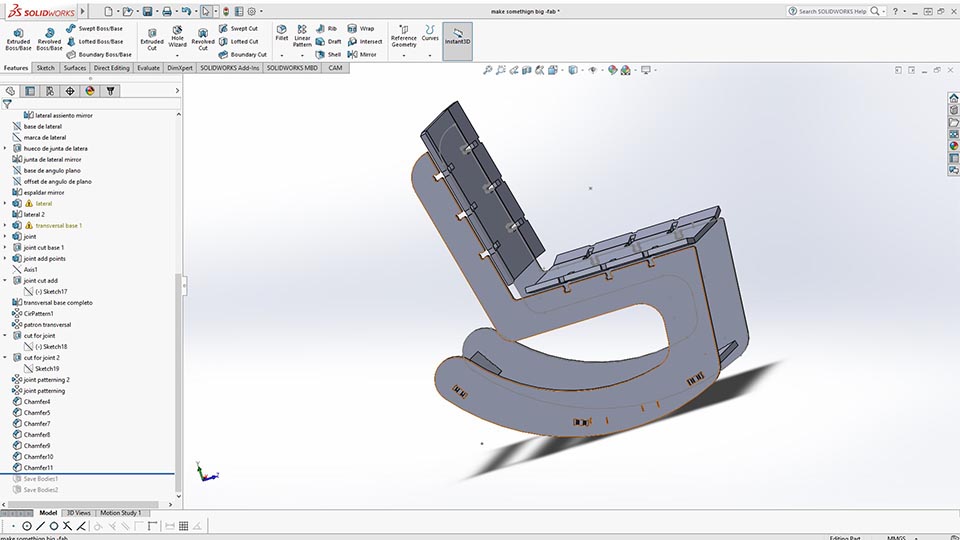 SOLIDWORKS
make somethign big -fab *
Search SOLIDWORKS Help
Extruded Boss/Base
Revolved Boss/Base
Swept Boss/Base
Lofted Boss/Base
Boundary Boss/Base
Extruded Cut
Hole Wizard
Revolved Cut
Swept Cut
Lofted Cut
Boundary Cut
Fillet
Linear Pattern
Rib
Draft
Shell
Wrap
Intersect
Mirror
Reference Geometry
Curves
Instant3D
Features
Sketch
Surfaces
Direct Editing
Evaluate
DimXpert
SOLIDWORKS Add-Ins
SOLIDWORKS MBD
CAM
lateral assiento mirror
base de lateral
marca de lateral
hueco de junta de latera
junta de lateral mirror
base de angulo plano
offset de angulo de plano
espaldar mirror
lateral
lateral 2
transversal base 1
joint
joint cut base 1
joint add points
Axis1
joint cut add
(-) Sketch17
transversal base completo
CirPattern1
patron transversal
cut for joint
(-) Sketch18
cut for joint 2
Sketch19
joint patterning 2
joint patterning
Chamfer4
Chamfer5
Chamfer7
Chamfer8
Chamfer9
Chamfer10
Chamfer11
Save Bodies1
Save Bodies2
Model
3D Views
Motion Study 1
make somethign big -fab
Editing Part
MMGS